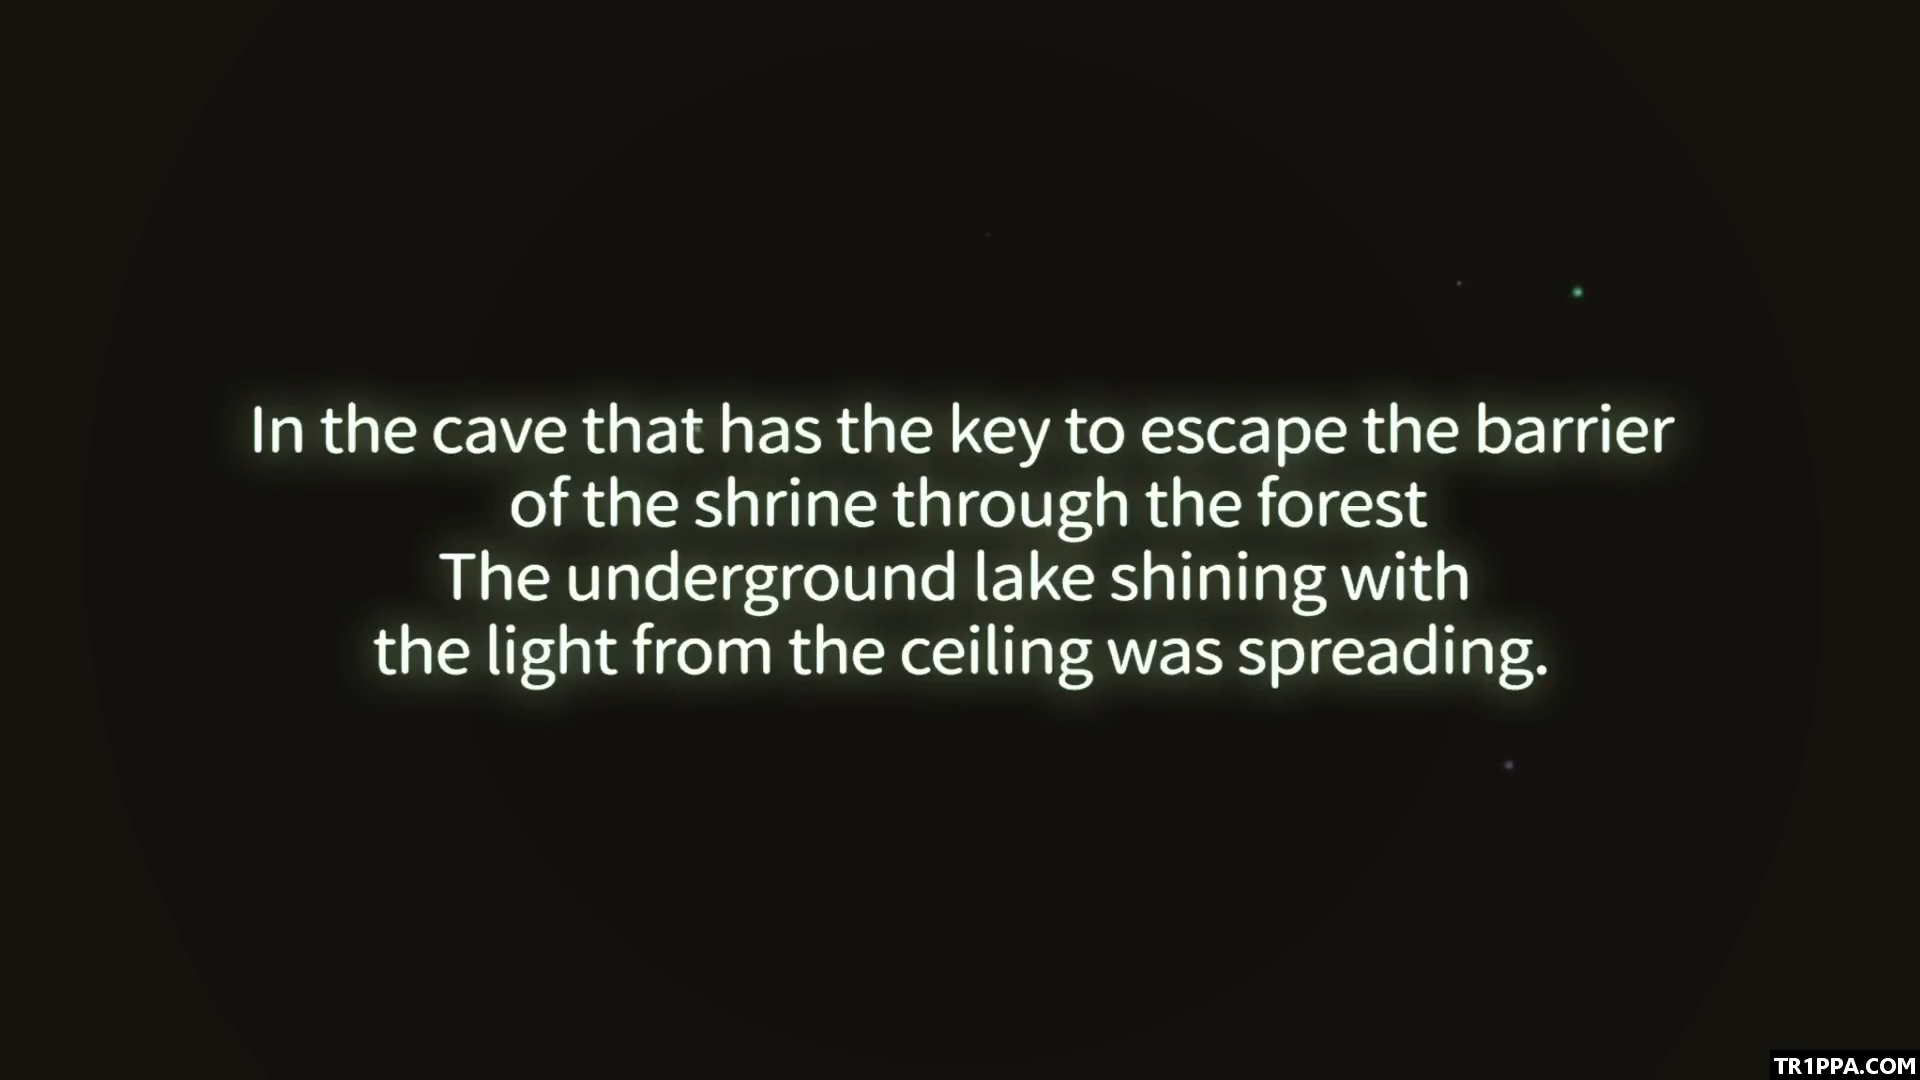 In the cave that has the key to escape the barrier
of the shrine through the forest
The underground lake shining with
the light from the ceiling was spreading.
TR1PPA.COM